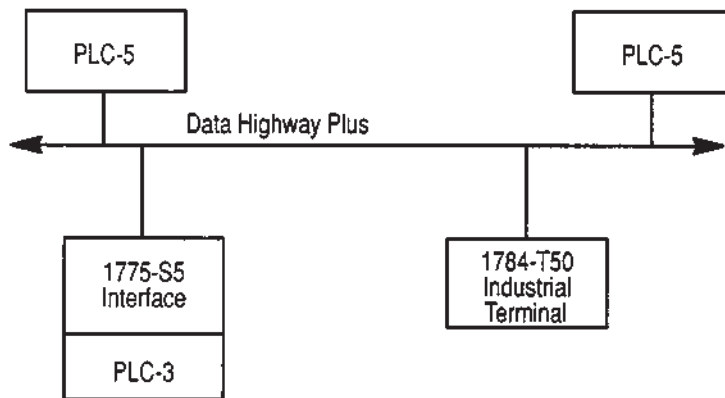 PLC-5
PLC-5
Data Highway Plus
1775-S5
Interface
PLC-3
1784-T50
Industrial
Terminal